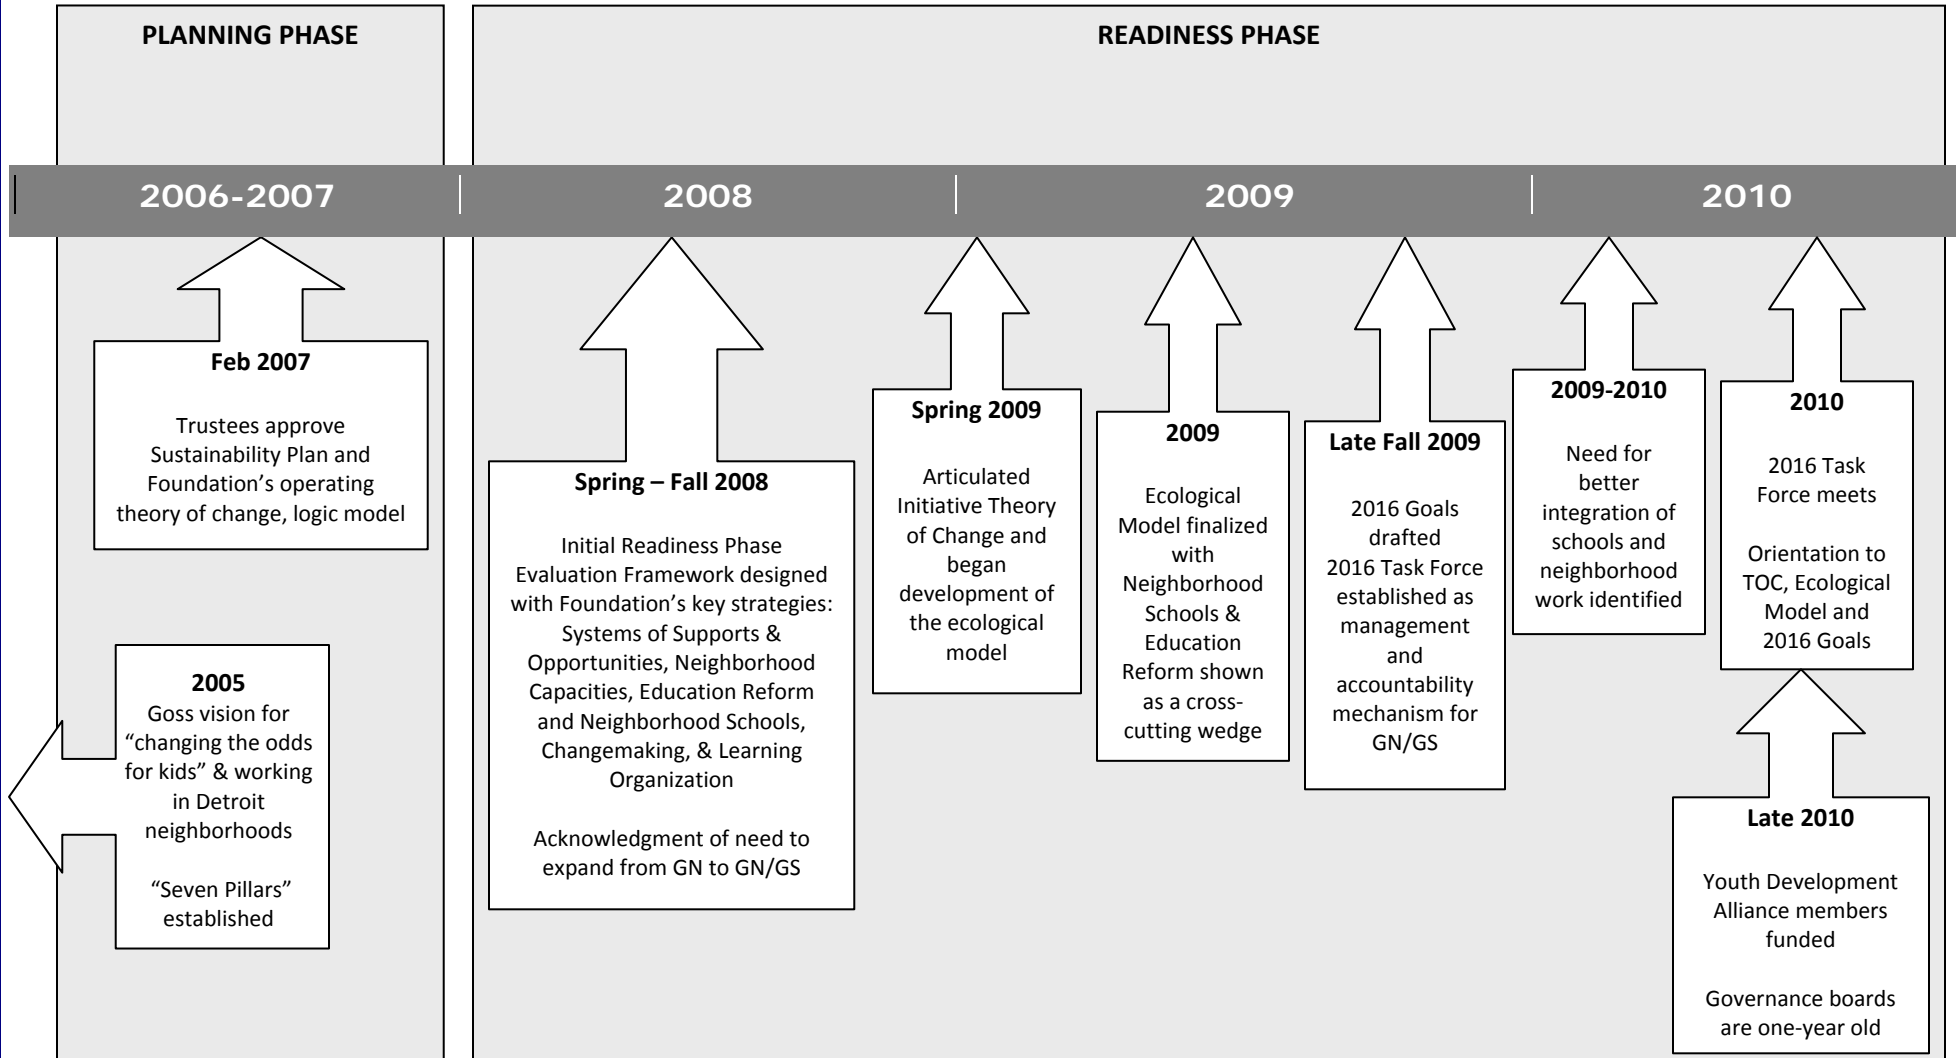 PLANNING PHASE
READINESS PHASE
2006-2007
2008
2009
2010
Feb 2007
Trustees approve
Sustainability Plan and
Foundation’s operating
theory of change, logic model
2005
Goss vision for
“changing the odds
for kids” & working
in Detroit
neighborhoods
“Seven Pillars”
established
Spring – Fall 2008
Initial Readiness Phase
Evaluation Framework designed
with Foundation’s key strategies:
Systems of Supports &
Opportunities, Neighborhood
Capacities, Education Reform
and Neighborhood Schools,
Changemaking, & Learning
Organization
Acknowledgment of need to
expand from GN to GN/GS
Spring 2009
Articulated
Initiative Theory
of Change and
began
development of
the ecological
model
2009
Ecological
Model finalized
with
Neighborhood
Schools &
Education
Reform shown
as a cross-
cutting wedge
Late Fall 2009
2016 Goals
drafted
2016 Task Force
established as
management
and
accountability
mechanism for
GN/GS
2009-2010
Need for
better
integration of
schools and
neighborhood
work identified
2010
2016 Task
Force meets
Orientation to
TOC, Ecological
Model and
2016 Goals
Late 2010
Youth Development
Alliance members
funded
Governance boards
are one-year old